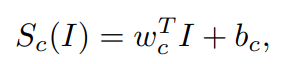 $S_c(I) = w_c^T I + b_c,$